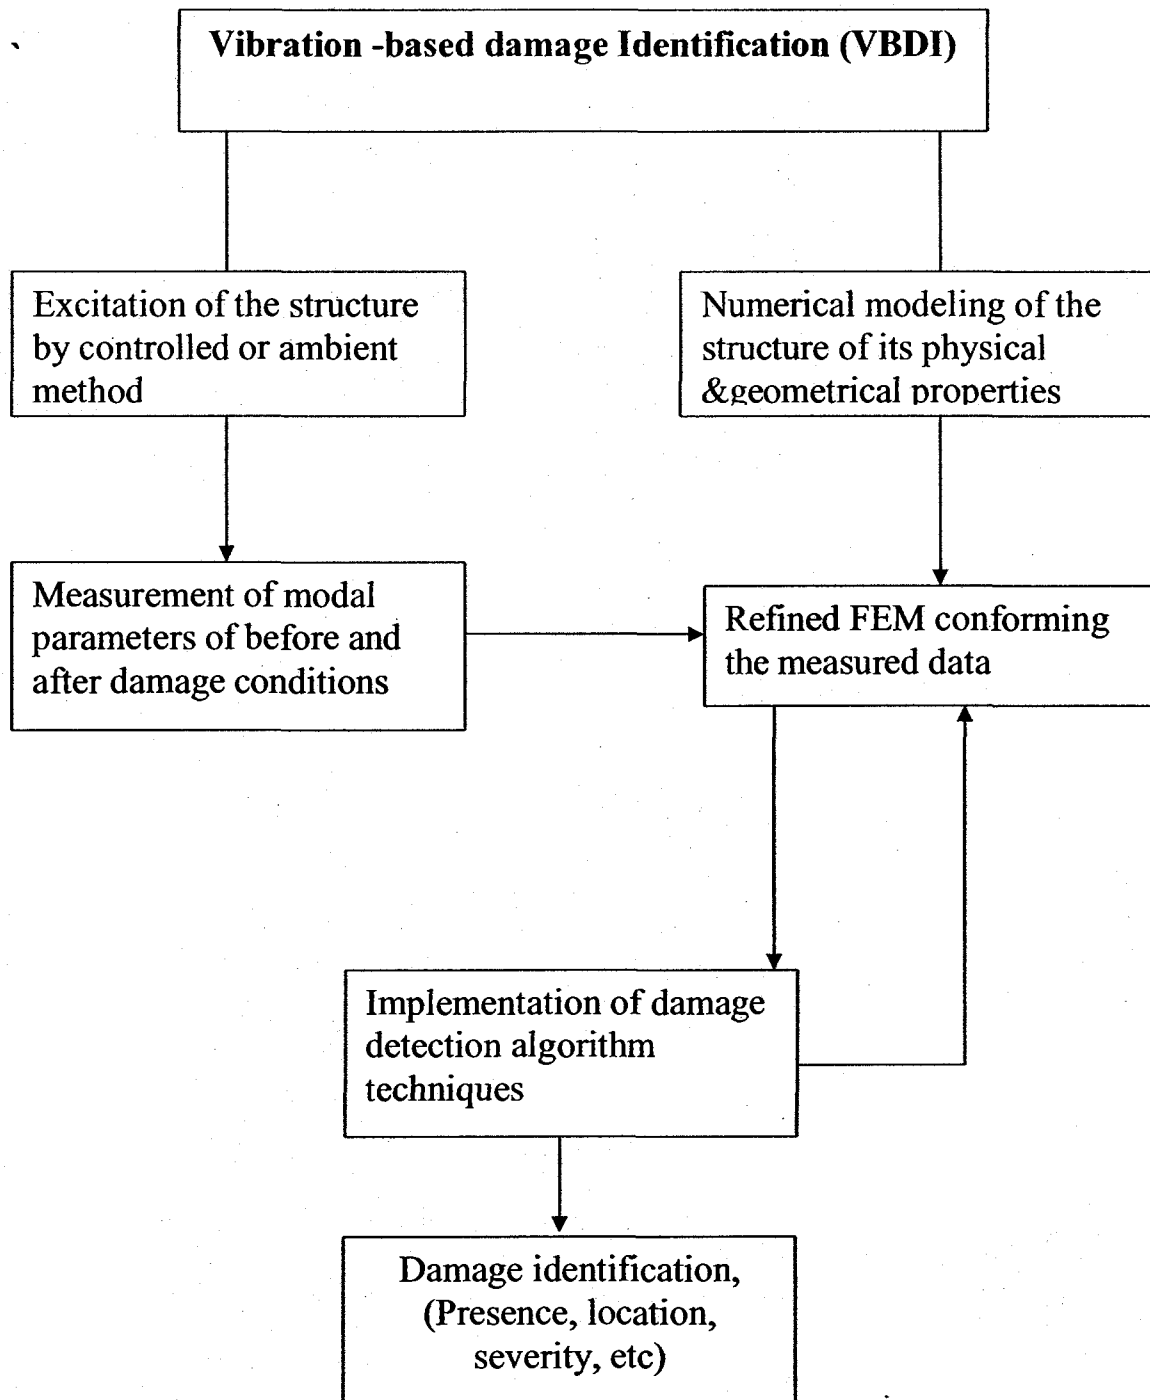 Vibration -based damage Identification (VBDI)
Excitation of the structure
by controlled or ambient
method
Numerical modeling of the
structure of its physical
&geometrical properties
Measurement of modal
parameters of before and
after damage conditions
Refined FEM conforming
the measured data
Implementation of damage
detection algorithm
techniques
Damage identification,
(Presence, location,
severity, etc)